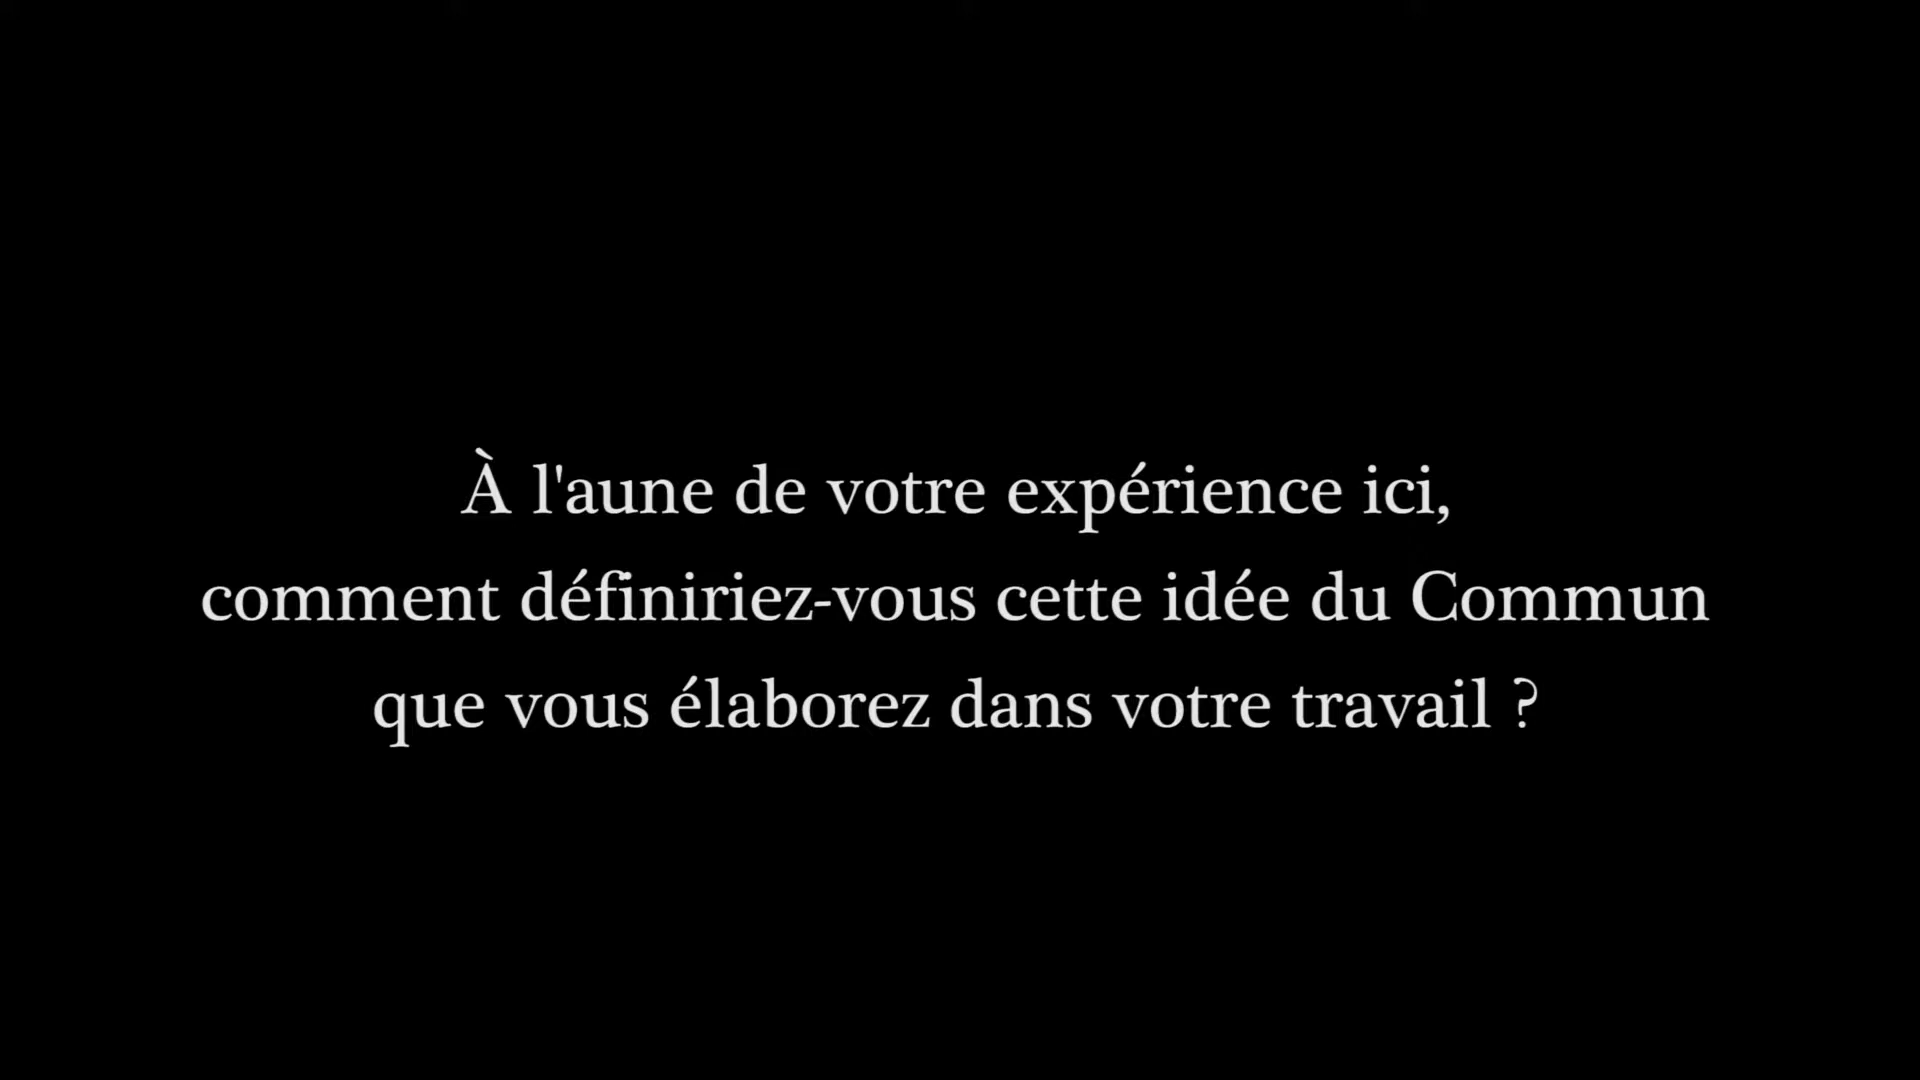 À l'aune de votre expérience ici,
comment définiriez-vous cette idée du Commun
que vous élaborez dans votre travail ?